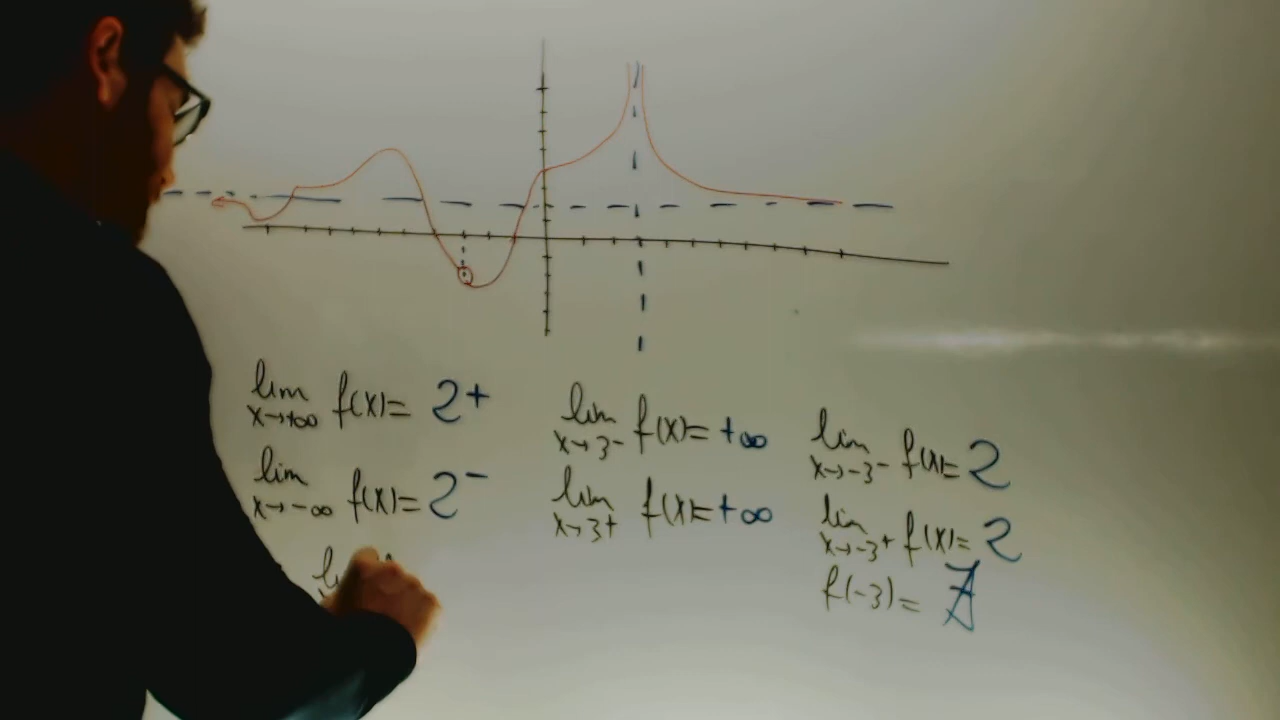 lim f(x)= 2+
x→+∞
lim f(x)= 2-
x→-∞
lim f(x)= +∞
x→3-
lim f(x)= +∞
x→3+
lim f(x)= 2
x→-3-
lim f(x)= 2
x→-3+
f(-3)= ∄